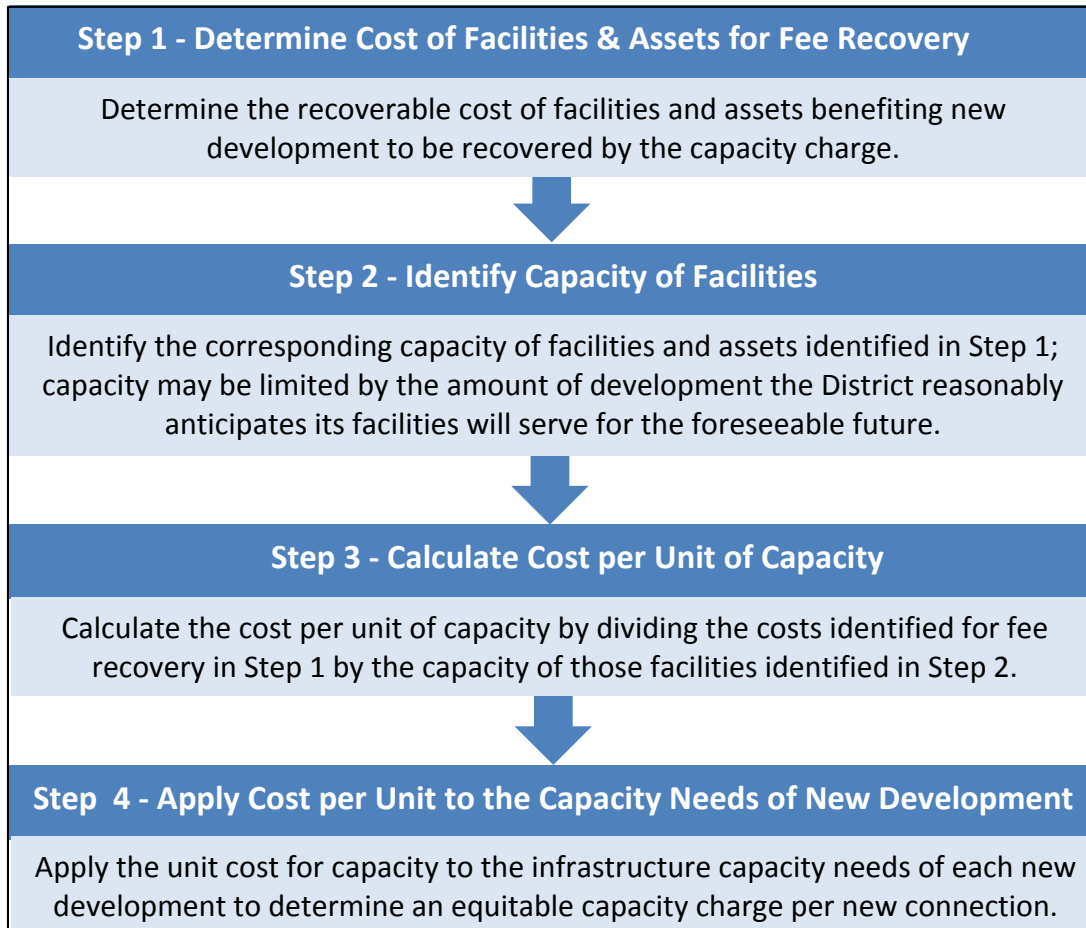 Step 1 - Determine Cost of Facilities & Assets for Fee Recovery
Determine the recoverable cost of facilities and assets benefiting new
development to be recovered by the capacity charge.
Step 2 - Identify Capacity of Facilities
Identify the corresponding capacity of facilities and assets identified in Step 1;
capacity may be limited by the amount of development the District reasonably
anticipates its facilities will serve for the foreseeable future.
Step 3 - Calculate Cost per Unit of Capacity
Calculate the cost per unit of capacity by dividing the costs identified for fee
recovery in Step 1 by the capacity of those facilities identified in Step 2.
Step 4 - Apply Cost per Unit to the Capacity Needs of New Development
Apply the unit cost for capacity to the infrastructure capacity needs of each new
development to determine an equitable capacity charge per new connection.